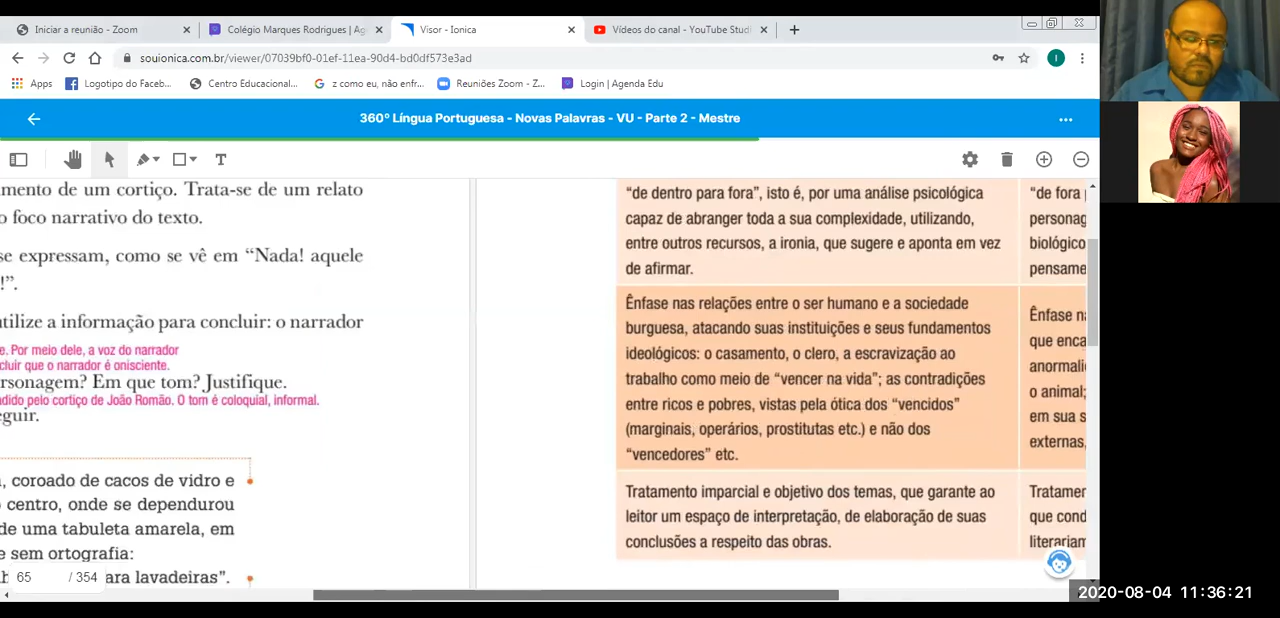 Iniciar a reunião - Zoom
Colégio Marques Rodrigues | Ag
Visor - Ionica
Vídeos do canal - YouTube Stud
souionica.com.br/viewer/07039bf0-01ef-11ea-90d4-bd0df573e3ad
I
Apps
Logotipo do Faceb...
Centro Educacional...
z como eu, não enfr...
Reuniões Zoom - Z...
Login | Agenda Edu
360º Língua Portuguesa - Novas Palavras - VU - Parte 2 - Mestre
T
mento de um cortiço. Trata-se de um relato
o foco narrativo do texto.
se expressam, como se vê em “Nada! aquele
!”.
utilize a informação para concluir: o narrador
e. Por meio dele, a voz do narrador
cluir que o narrador é onisciente.
ersonagem? Em que tom? Justifique.
dido pelo cortiço de João Romão. O tom é coloquial, informal.
eguir.
, coroado de cacos de vidro e
o centro, onde se dependurou
de uma tabuleta amarela, em
e sem ortografia:
ara lavadeiras”.
65 / 354
“de dentro para fora”, isto é, por uma análise psicológica
capaz de abranger toda a sua complexidade, utilizando,
entre outros recursos, a ironia, que sugere e aponta em vez
de afirmar.
Ênfase nas relações entre o ser humano e a sociedade
burguesa, atacando suas instituições e seus fundamentos
ideológicos: o casamento, o clero, a escravização ao
trabalho como meio de “vencer na vida”; as contradições
entre ricos e pobres, vistas pela ótica dos “vencidos”
(marginais, operários, prostitutas etc.) e não dos
“vencedores” etc.
Tratamento imparcial e objetivo dos temas, que garante ao
leitor um espaço de interpretação, de elaboração de suas
conclusões a respeito das obras.
“de fora p
personag
biológico
pensame
Ênfase n
que enca
anormali
o animal;
em sua s
externas,
Tratamer
que cond
literariam
2020-08-04 11:36:21